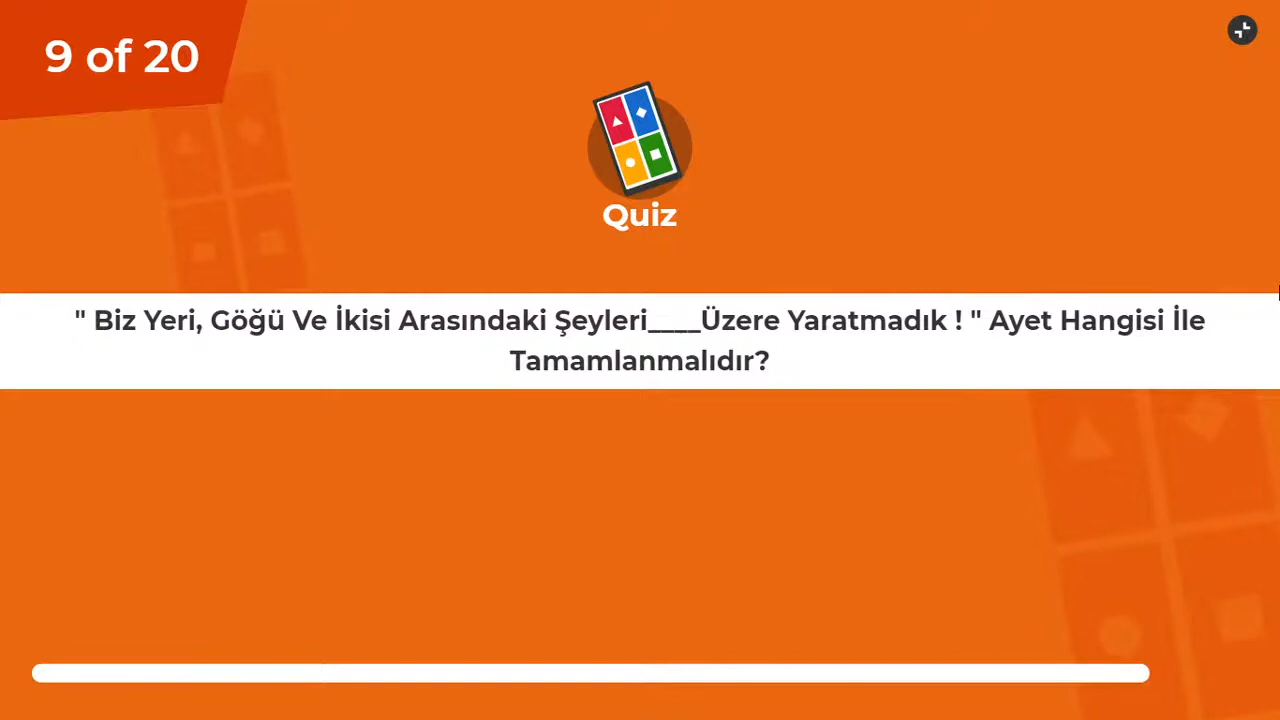 9 of 20
Quiz
" Biz Yeri, Göğü Ve İkisi Arasındaki Şeyleri____Üzere Yaratmadık ! " Ayet Hangisi İle
Tamamlanmalıdır?